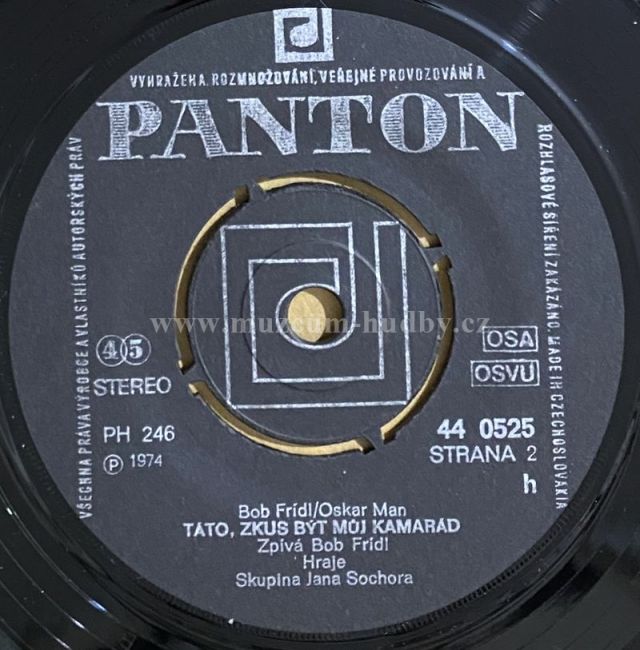 VYHRAŽENA. ROZMNOŽOVÁNÍ, VEŘEJNÉ PROVOZOVÁNÍ A
PANTON
VŠECHNA PRÁVA VÝROBCE A VLASTNÍKŮ AUTORSKÝCH PRÁV
ROZHLASOVÉ ŠÍŘENÍ ZAKÁZÁNO. MADE IN CZECHOSLOVAKIA
www.muzeum-hudby.cz
45
STEREO
OSA
OSVU
PH 246
℗ 1974
44 0525
STRANA 2
h
Bob Frídl/Oskar Man
TÁTO, ZKUS BÝT MŮJ KAMARÁD
Zpívá Bob Frídl
Hraje
Skupina Jana Sochora